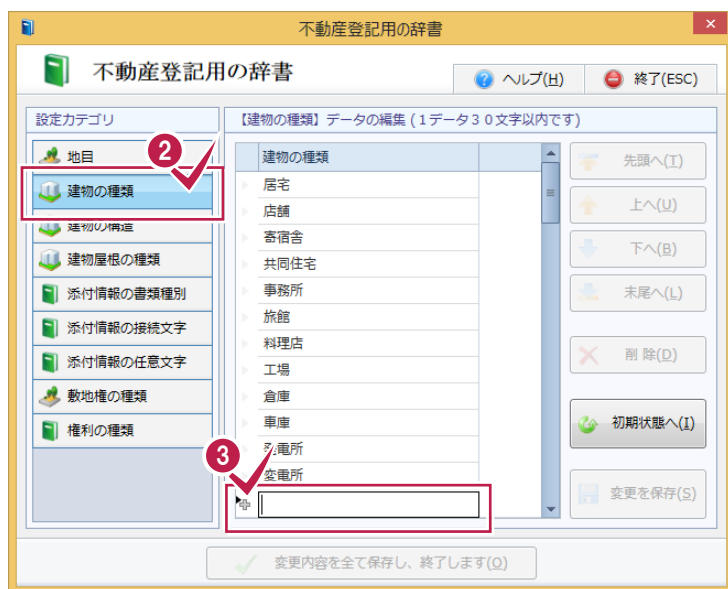 不動産登記用の辞書
×
不動産登記用の辞書
? ヘルプ(H)
終了(ESC)
設定カテゴリ
地目
2
建物の種類
建物の構造
建物屋根の種類
添付情報の書類種別
添付情報の接続文字
添付情報の任意文字
敷地権の種類
権利の種類
【建物の種類】データの編集 (1データ30文字以内です)
建物の種類
居宅
店舗
寄宿舎
共同住宅
事務所
旅館
料理店
工場
倉庫
車庫
発電所
3
変電所
先頭へ(T)
上へ(U)
下へ(B)
末尾へ(L)
削 除(D)
初期状態へ(I)
変更を保存(S)
変更内容を全て保存し、終了します(O)